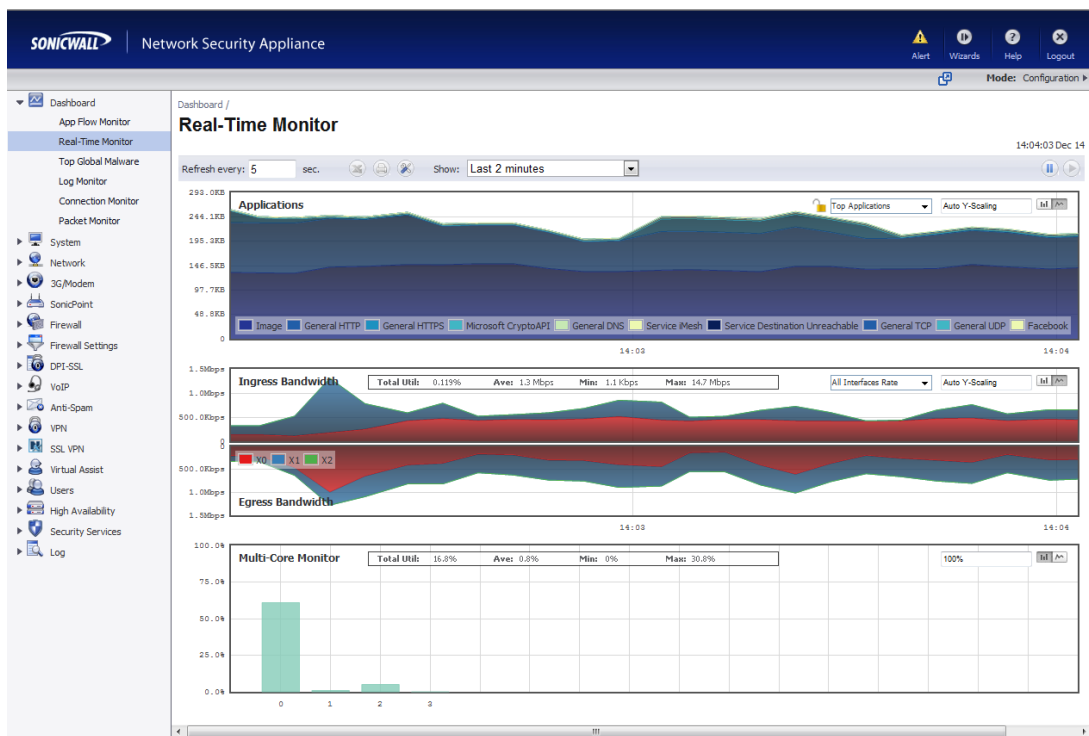 SONICWALL Network Security Appliance
Alert Wizards Help Logout
Mode: Configuration
Dashboard
App Flow Monitor
Real-Time Monitor
Top Global Malware
Log Monitor
Connection Monitor
Packet Monitor
System
Network
3G/Modem
SonicPoint
Firewall
Firewall Settings
DPI-SSL
VoIP
Anti-Spam
VPN
SSL VPN
Virtual Assist
Users
High Availability
Security Services
Log
Dashboard /
Real-Time Monitor
14:04:03 Dec 14
Refresh every: 5 sec. Show: Last 2 minutes
Applications Top Applications Auto Y-Scaling
293.0KB
244.1KB
195.3KB
146.5KB
97.7KB
48.8KB
0
Image General HTTP General HTTPS Microsoft CryptoAPI General DNS Service iMesh Service Destination Unreachable General TCP General UDP Facebook
14:03 14:04
Ingress Bandwidth Total Util: 0.119% Ave: 1.3 Mbps Min: 1.1 Kbps Max: 14.7 Mbps All Interfaces Rate Auto Y-Scaling
1.5Mbps
1.0Mbps
500.0Kbps
0
0
500.0Kbps
1.0Mbps
1.5Mbps
X0 X1 X2
Egress Bandwidth
14:03 14:04
Multi-Core Monitor Total Util: 16.8% Ave: 0.8% Min: 0% Max: 30.8% 100%
100.0%
75.0%
50.0%
25.0%
0.0%
0 1 2 3